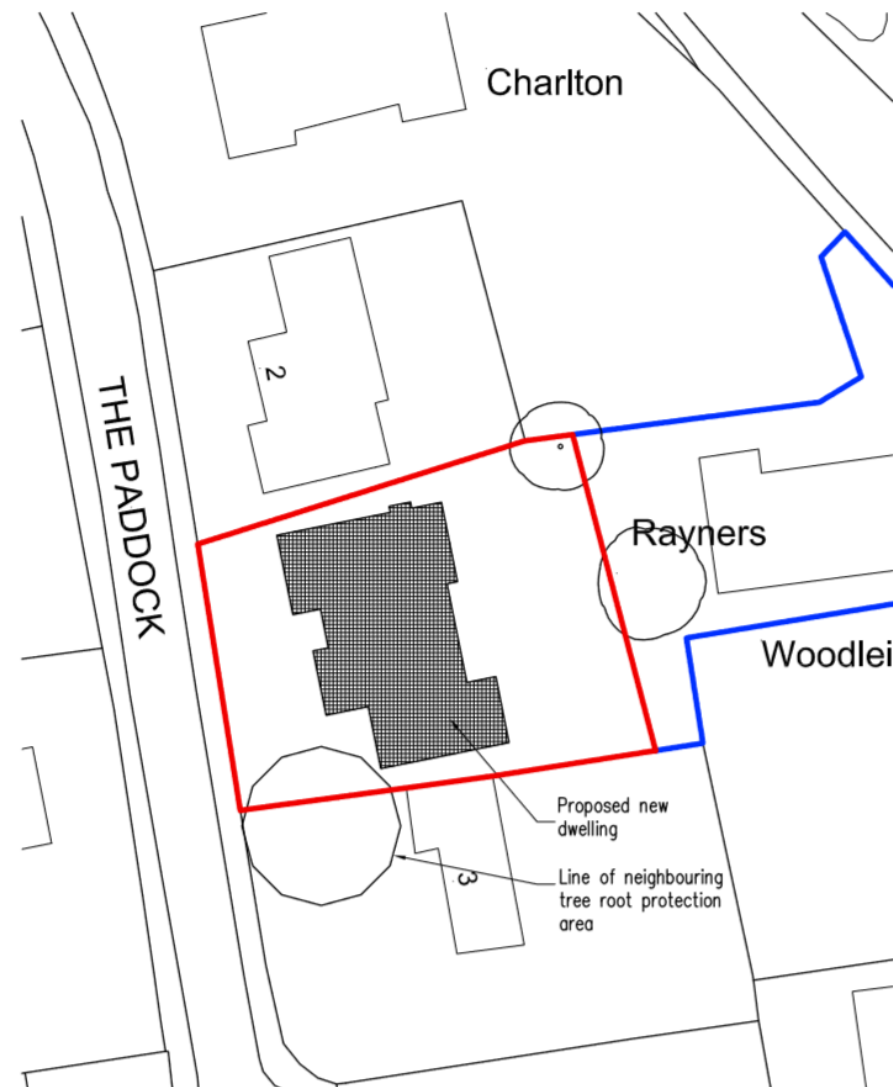 Charlton
2
THE PADDOCK
Rayners
Woodlei
Proposed new
dwelling
Line of neighbouring
tree root protection
area
3